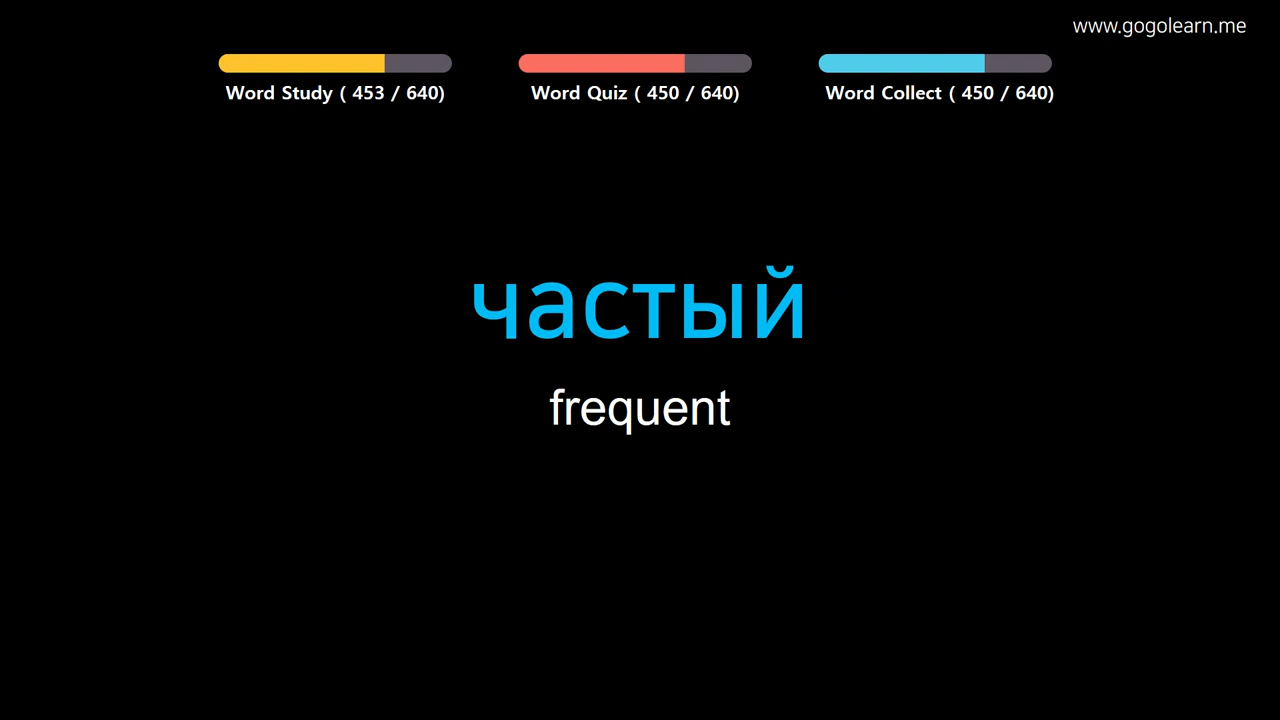 www.gogolearn.me
Word Study ( 453 / 640)
Word Quiz ( 450 / 640)
Word Collect ( 450 / 640)
частый
frequent